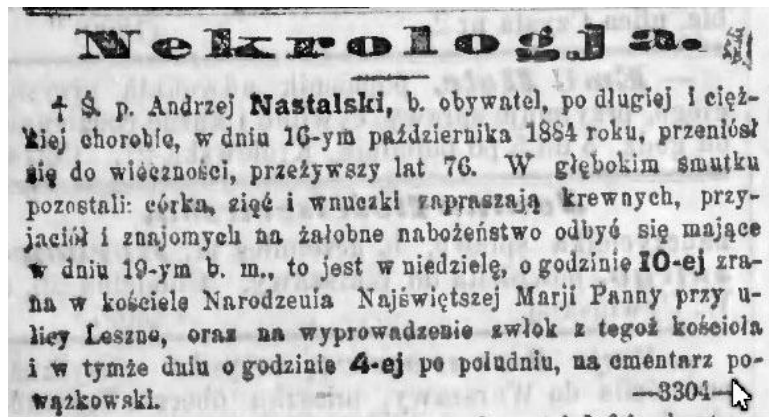 Nekrologja.
† Ś. p. Andrzej Nastalski, b. obywatel, po długiej i cięż-
kiej chorobie, w dniu 16-ym października 1884 roku, przeniósł
się do wieczności, przeżywszy lat 76. W głębokim smutku
pozostali: córka, zięć i wnuczki zapraszają krewnych, przy-
jaciół i znajomych na żałobne nabożeństwo odbyć się mające
w dniu 19-ym b. m., to jest w niedzielę, o godzinie 10-ej zra-
na w kościele Narodzenia Najświętszej Marji Panny przy u-
licy Leszno, oraz na wyprowadzenie zwłok z tegoż kościoła
i w tymże dniu o godzinie 4-ej po południu, na cmentarz po-
wązkowski. —3304—